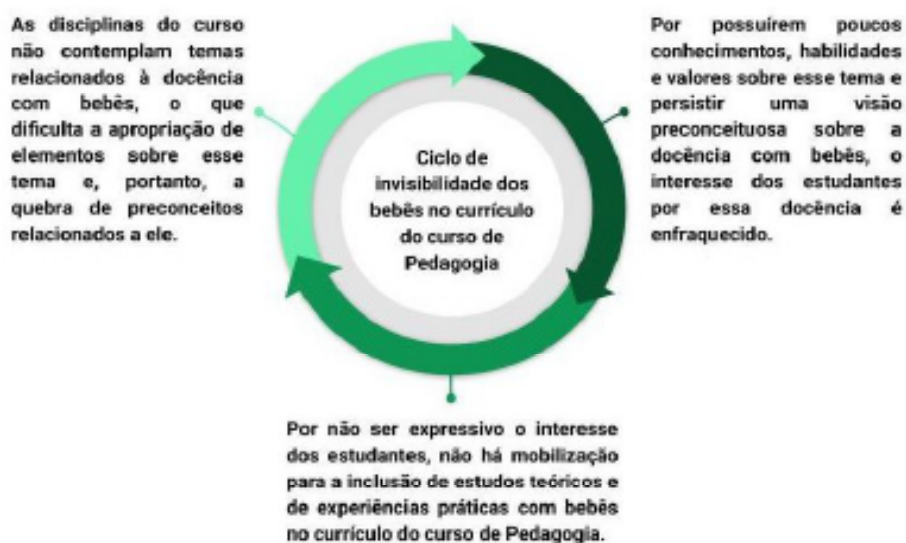 As disciplinas do curso
não contemplam temas
relacionados à docência
com bebês, o que
dificulta a apropriação de
elementos sobre esse
tema e, portanto, a
quebra de preconceitos
relacionados a ele.
Ciclo de
invisibilidade dos
bebês no currículo
do curso de
Pedagogia
Por possuírem poucos
conhecimentos, habilidades
e valores sobre esse tema e
persistir uma visão
preconceituosa sobre a
docência com bebês, o
interesse dos estudantes
por essa docência é
enfraquecido.
Por não ser expressivo o interesse
dos estudantes, não há mobilização
para a inclusão de estudos teóricos e
de experiências práticas com bebês
no currículo do curso de Pedagogia.